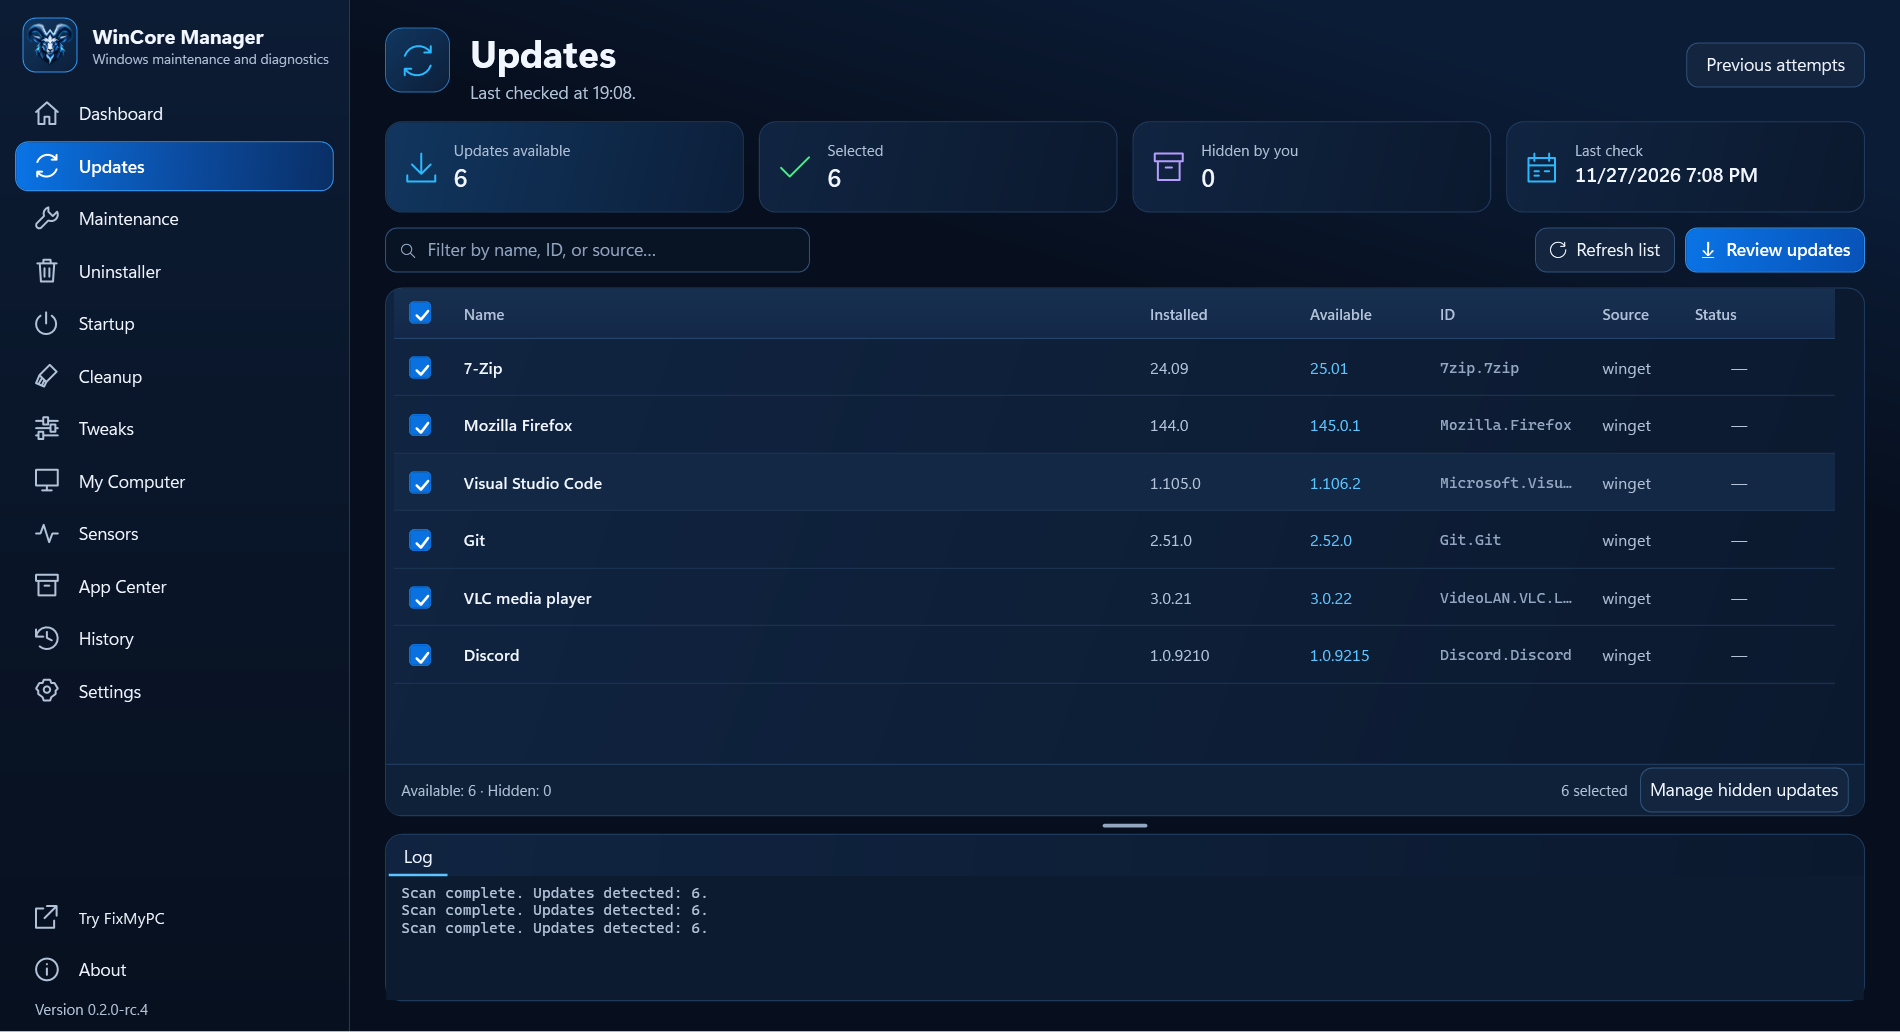 WinCore Manager
Windows maintenance and diagnostics
Dashboard
Updates
Maintenance
Uninstaller
Startup
Cleanup
Tweaks
My Computer
Sensors
App Center
History
Settings
Try FixMyPC
About
Version 0.2.0-rc.4
Updates
Last checked at 19:08.
Previous attempts
Updates available
6
Selected
6
Hidden by you
0
Last check
11/27/2026 7:08 PM
Filter by name, ID, or source...
Refresh list
Review updates
Name Installed Available ID Source Status
7-Zip 24.09 25.01 7zip.7zip winget —
Mozilla Firefox 144.0 145.0.1 Mozilla.Firefox winget —
Visual Studio Code 1.105.0 1.106.2 Microsoft.Visu… winget —
Git 2.51.0 2.52.0 Git.Git winget —
VLC media player 3.0.21 3.0.22 VideoLAN.VLC.L… winget —
Discord 1.0.9210 1.0.9215 Discord.Discord winget —
Available: 6 · Hidden: 0
6 selected
Manage hidden updates
Log
Scan complete. Updates detected: 6.
Scan complete. Updates detected: 6.
Scan complete. Updates detected: 6.